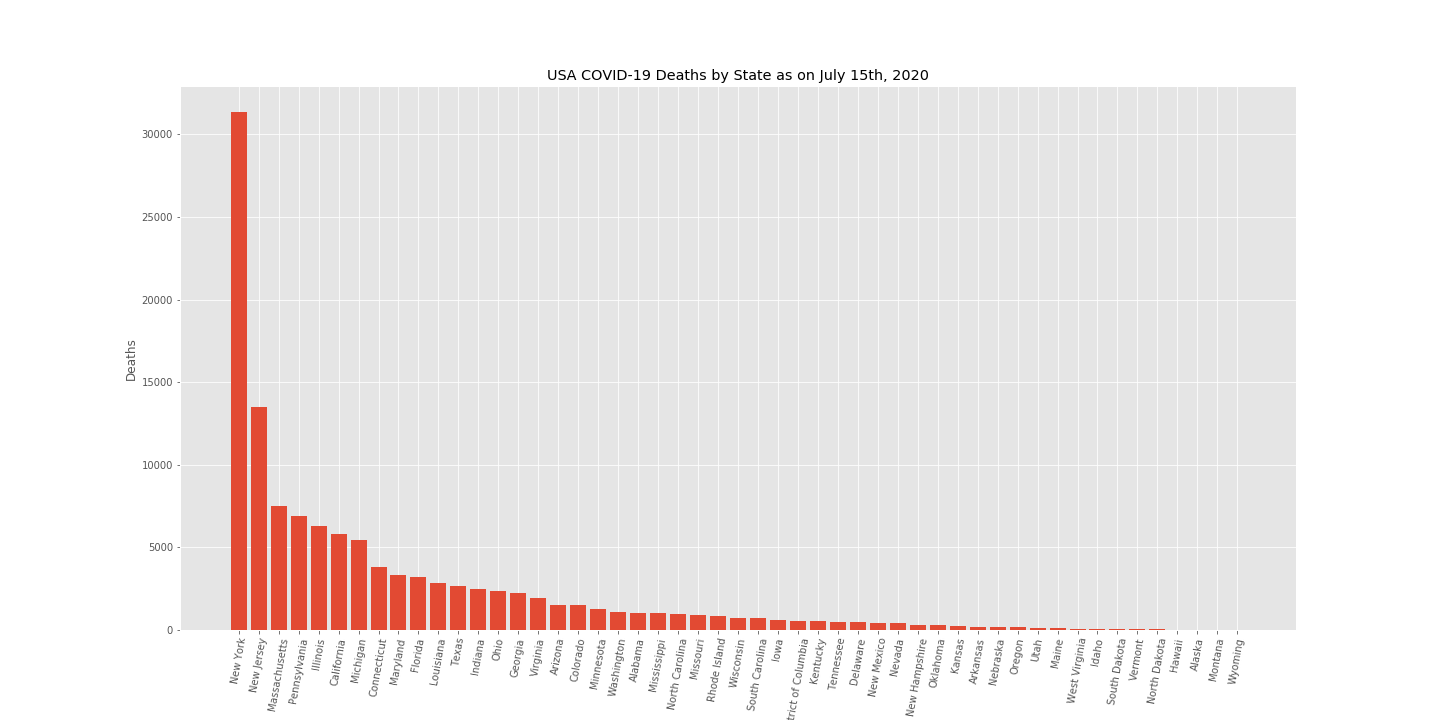 USA COVID-19 Deaths by State as on July 15th, 2020
Deaths
30000
25000
20000
15000
10000
5000
0
New York
New Jersey
Massachusetts
Pennsylvania
Illinois
California
Michigan
Connecticut
Maryland
Florida
Louisiana
Texas
Indiana
Ohio
Georgia
Virginia
Arizona
Colorado
Minnesota
Washington
Alabama
Mississippi
North Carolina
Missouri
Rhode Island
Wisconsin
South Carolina
Iowa
trict of Columbia
Kentucky
Tennessee
Delaware
New Mexico
Nevada
New Hampshire
Oklahoma
Kansas
Arkansas
Nebraska
Oregon
Utah
Maine
West Virginia
Idaho
South Dakota
Vermont
North Dakota
Hawaii
Alaska
Montana
Wyoming